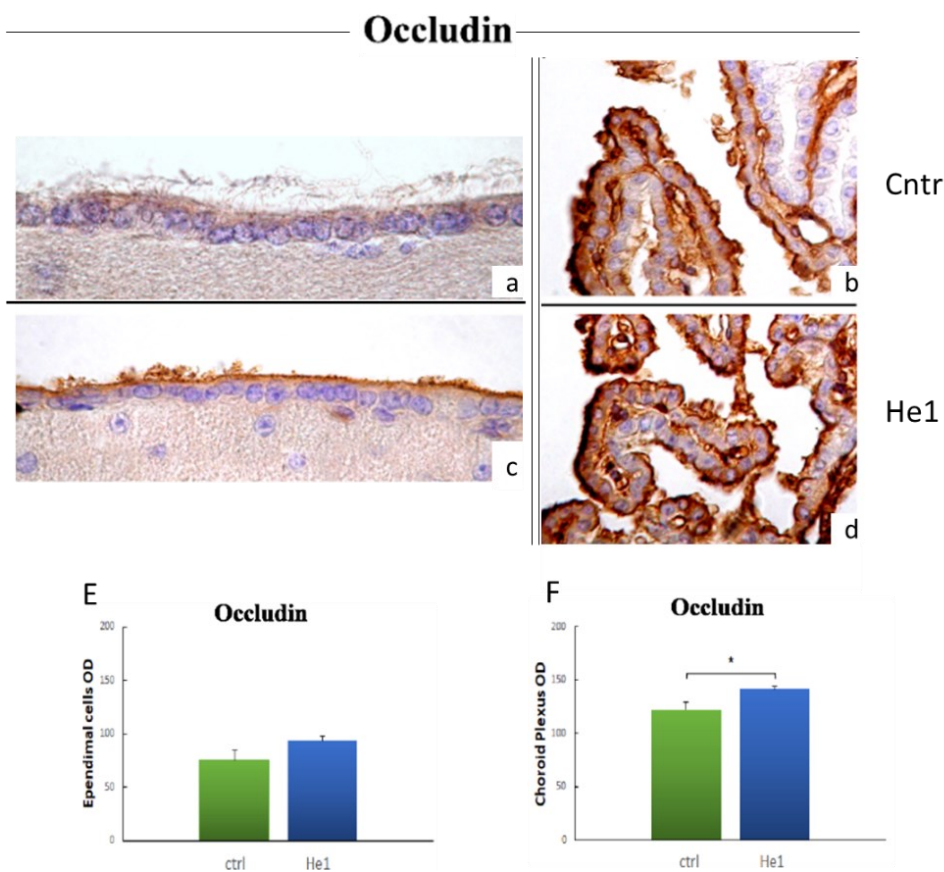 Occludin
Cntr
a
b
He1
c
d
E
Occludin
200
150
100
50
0
Ependimal cells OD
ctrl
He1
F
Occludin
*
200
150
100
50
0
Choroid Plexus OD
ctrl
He1